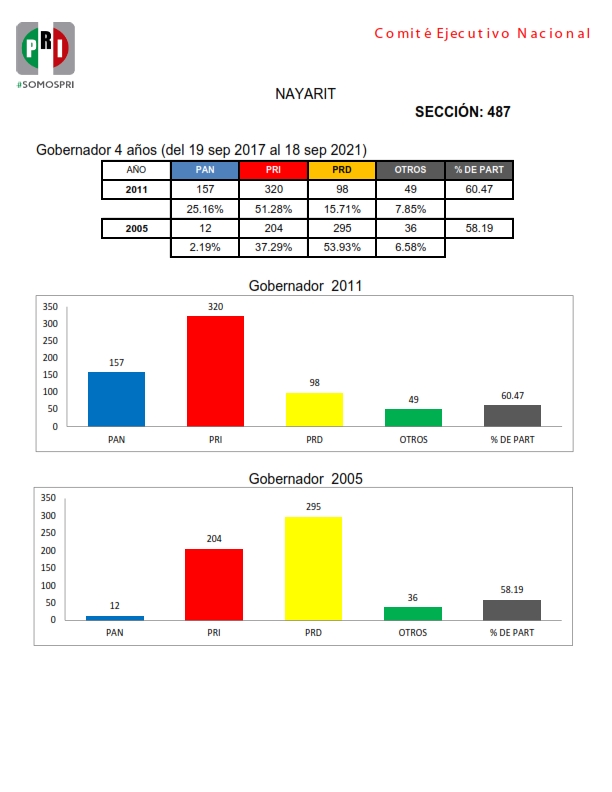 Comité Ejecutivo Nacional
PRI
#SOMOSPRI
NAYARIT
SECCIÓN: 487
Gobernador 4 años (del 19 sep 2017 al 18 sep 2021)
AÑO PAN PRI PRD OTROS % DE PART
2011 157 320 98 49 60.47
25.16% 51.28% 15.71% 7.85%
2005 12 204 295 36 58.19
2.19% 37.29% 53.93% 6.58%
Gobernador 2011
350
300
250
200
150
100
50
0
157
320
98
49
60.47
PAN PRI PRD OTROS % DE PART
Gobernador 2005
350
300
250
200
150
100
50
0
12
204
295
36
58.19
PAN PRI PRD OTROS % DE PART